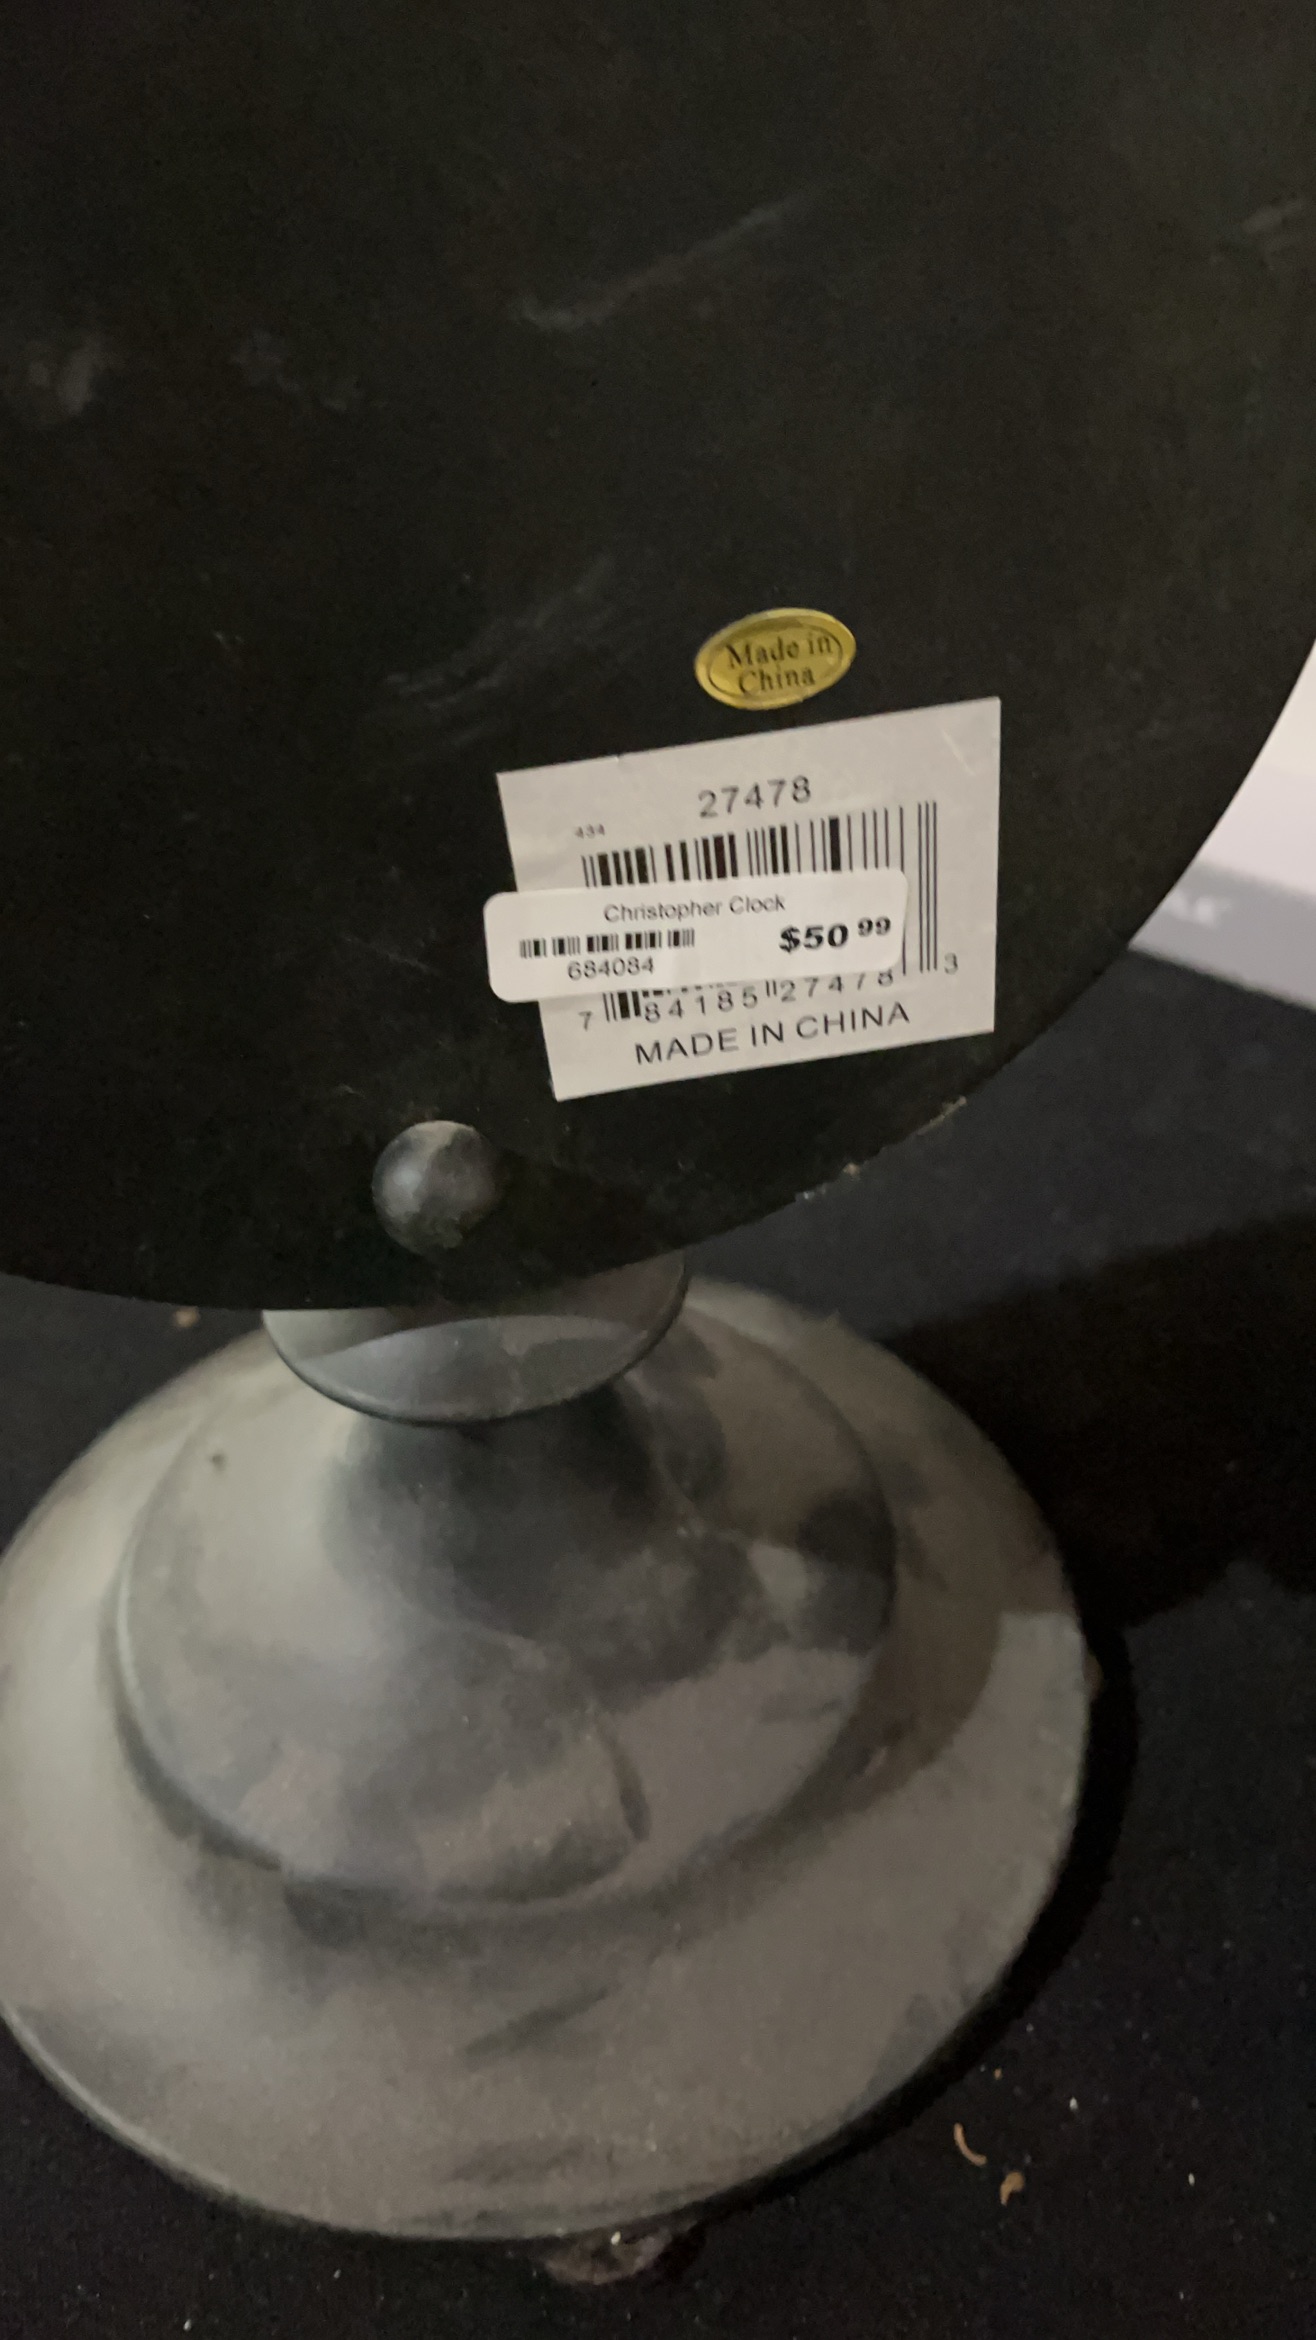 Made in
China
27478
434
Christopher Clock
$50 99
684084
7 84185 27478 3
MADE IN CHINA